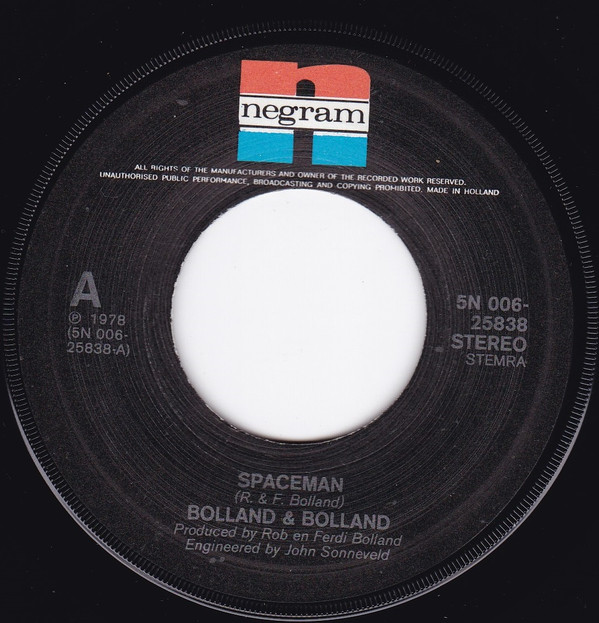 negram
ALL RIGHTS OF THE MANUFACTURERS AND OWNER OF THE RECORDED WORK RESERVED.
UNAUTHORISED PUBLIC PERFORMANCE, BROADCASTING AND COPYING PROHIBITED. MADE IN HOLLAND
A
℗ 1978
(5N 006-
25838-A)
5N 006-
25838
STEREO
STEMRA
SPACEMAN
(R. & F. Bolland)
BOLLAND & BOLLAND
Produced by Rob en Ferdi Bolland
Engineered by John Sonneveld